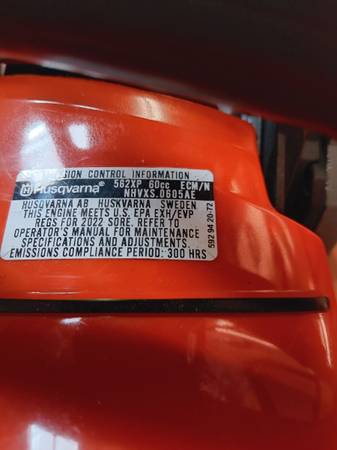 EMISSION CONTROL INFORMATION
Husqvarna 562XP 60cc ECM/N
NHVXS.0605AE
HUSQVARNA AB HUSKVARNA SWEDEN
THIS ENGINE MEETS U.S. EPA EXH/EVP
REGS FOR 2022 SORE. REFER TO
OPERATOR'S MANUAL FOR MAINTENANCE
SPECIFICATIONS AND ADJUSTMENTS.
EMISSIONS COMPLIANCE PERIOD: 300 HRS
592 94 20-72